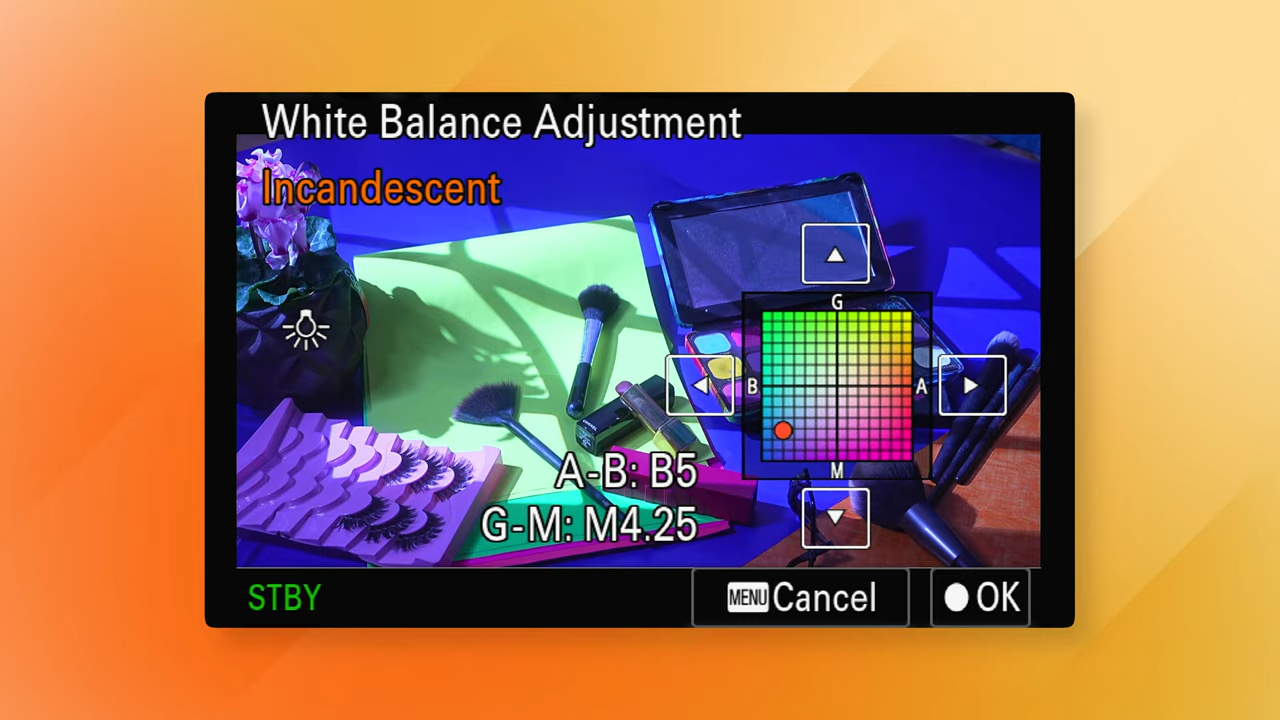 White Balance Adjustment
Incandescent
G
B
A
M
A-B: B5
G-M: M4.25
STBY
MENU Cancel
OK